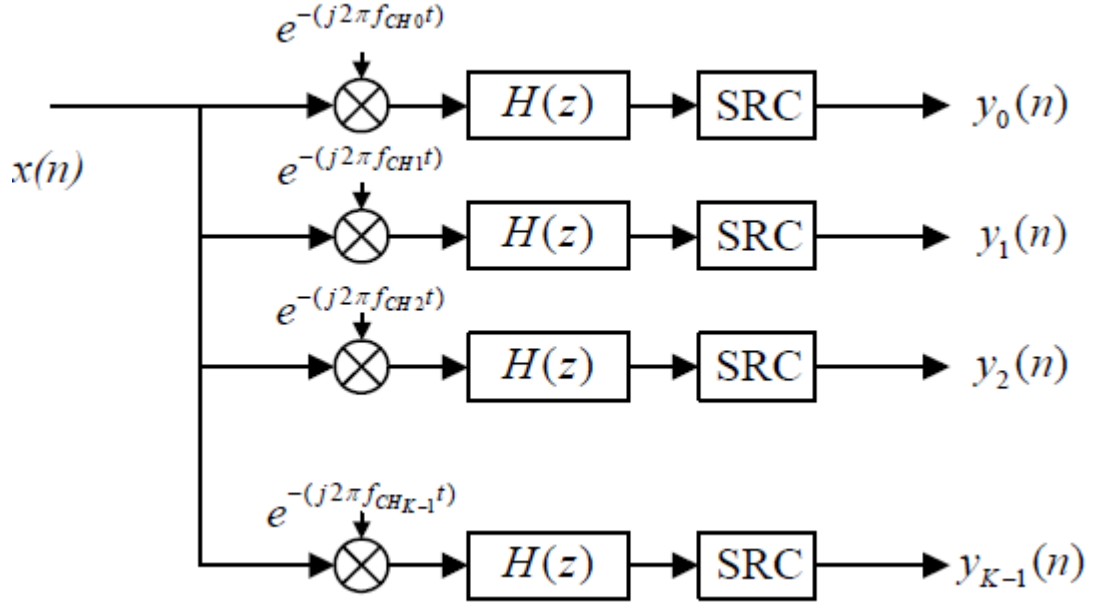 e^{-(j2πf_{CH0}t)}
H(z) SRC y_0(n)
x(n)
e^{-(j2πf_{CH1}t)}
H(z) SRC y_1(n)
e^{-(j2πf_{CH2}t)}
H(z) SRC y_2(n)
e^{-(j2πf_{CH_{K-1}}t)}
H(z) SRC y_{K-1}(n)